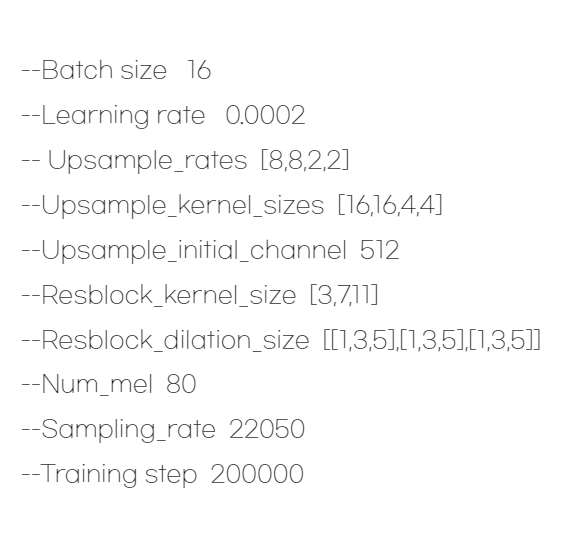 --Batch size 16
--Learning rate 0.0002
-- Upsample_rates [8,8,2,2]
--Upsample_kernel_sizes [16,16,4,4]
--Upsample_initial_channel 512
--Resblock_kernel_size [3,7,11]
--Resblock_dilation_size [[1,3,5],[1,3,5],[1,3,5]]
--Num_mel 80
--Sampling_rate 22050
--Training step 200000